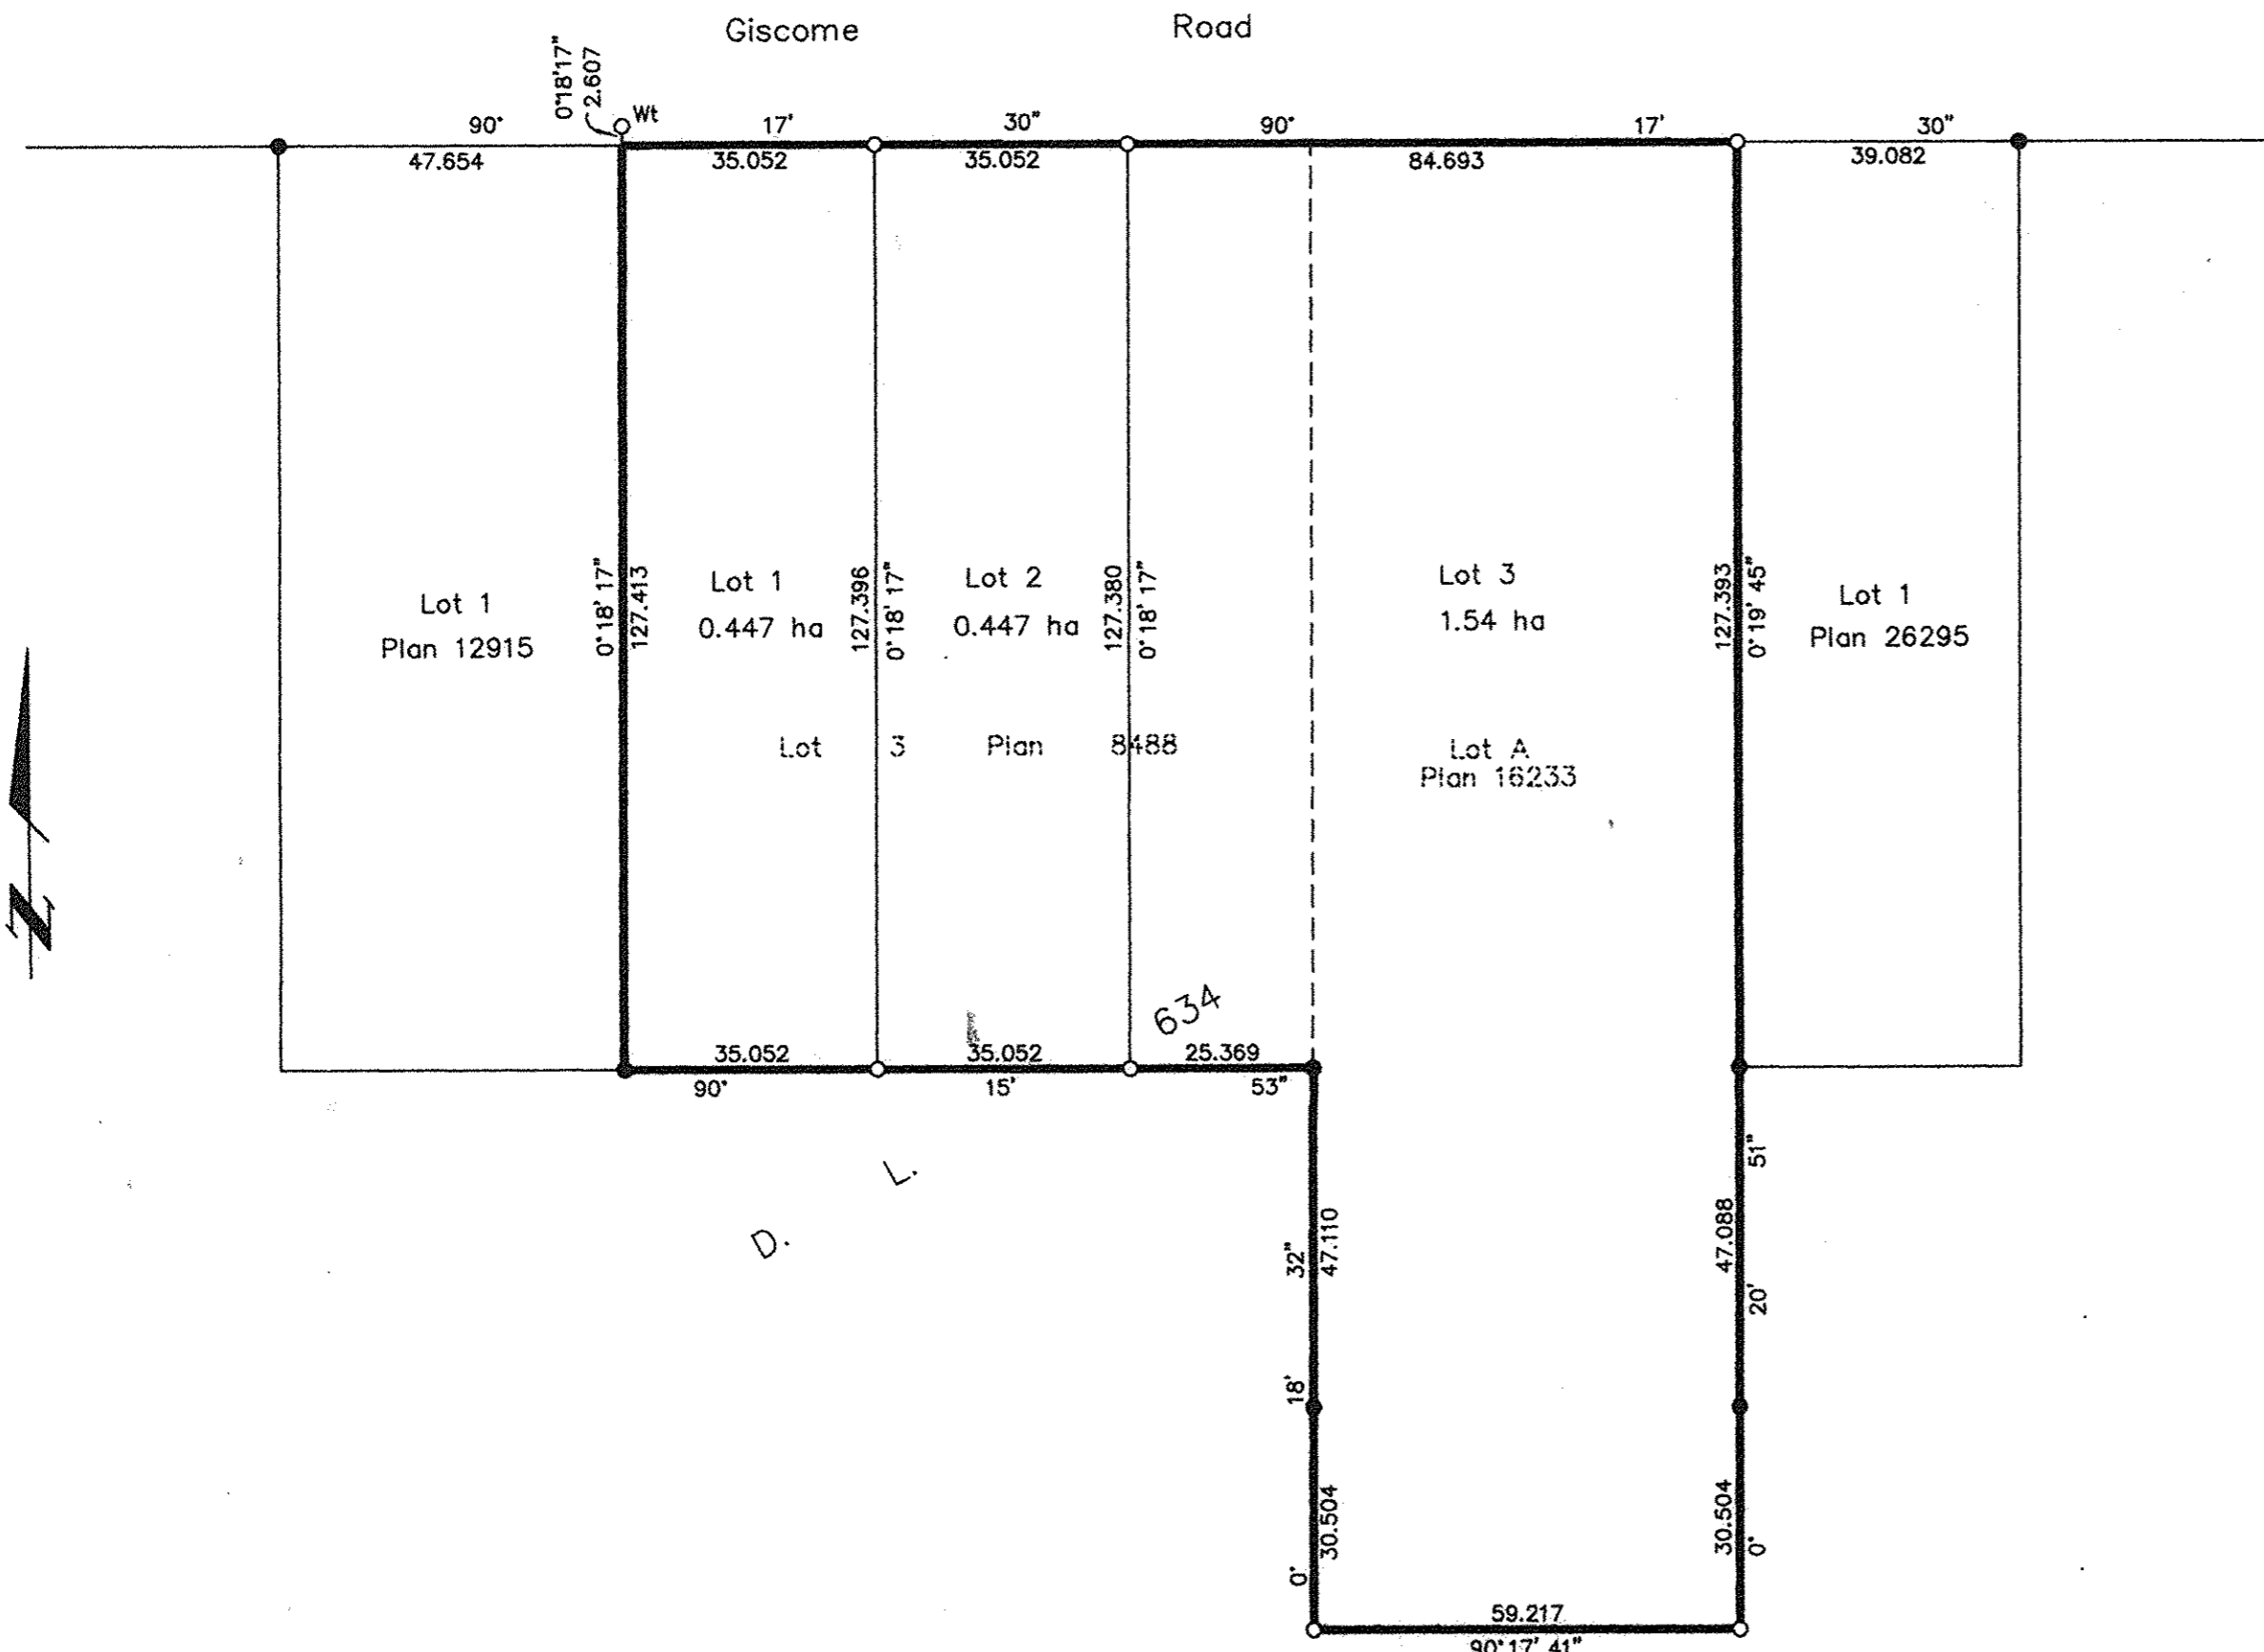 Giscome Road
0°18'17"
2.607
Wt
90° 17' 30" 90° 17' 30"
47.654 35.052 35.052 84.693 39.082
0°18'17"
127.413
127.396
0°18'17"
127.380
0°18'17"
127.393
0°19'45"
Lot 1
Plan 12915
Lot 1
0.447 ha
Lot 2
0.447 ha
Lot 3
1.54 ha
Lot 1
Plan 26295
Lot 3 Plan 8488
Lot A
Plan 16233
N
D. L. 634
35.052 35.052 25.369
90° 15' 53"
0° 18' 32"
47.110
30.504
0° 20' 51"
47.088
30.504
59.217
90°17'41"